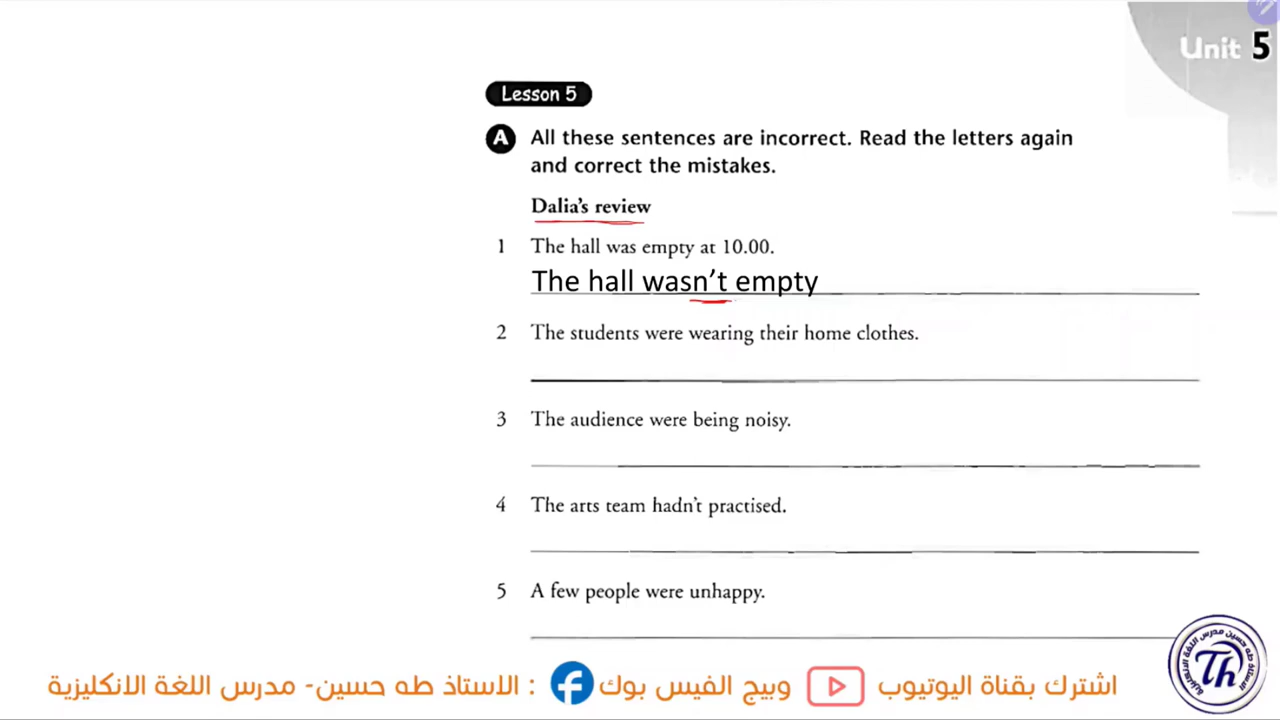 Unit 5
Lesson 5
A All these sentences are incorrect. Read the letters again
and correct the mistakes.
Dalia's review
1 The hall was empty at 10.00.
The hall wasn't empty
2 The students were wearing their home clothes.
3 The audience were being noisy.
4 The arts team hadn't practised.
5 A few people were unhappy.
Th
اشترك بقناة اليوتيوب وبيج الفيس بوك : الاستاذ طه حسين- مدرس اللغة الانكليزية